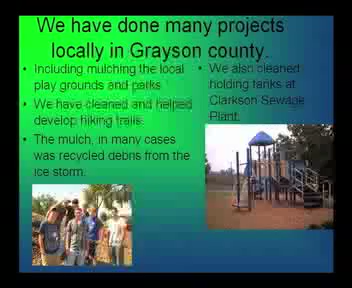 We have done many projects
locally in Grayson county.
• Including mulching the local
play grounds and parks
• We have cleaned and helped
develop hiking trails.
• The mulch, in many cases
was recycled debris from the
ice storm.
• We also cleaned
holding tanks at
Clarkson Sewage
Plant.